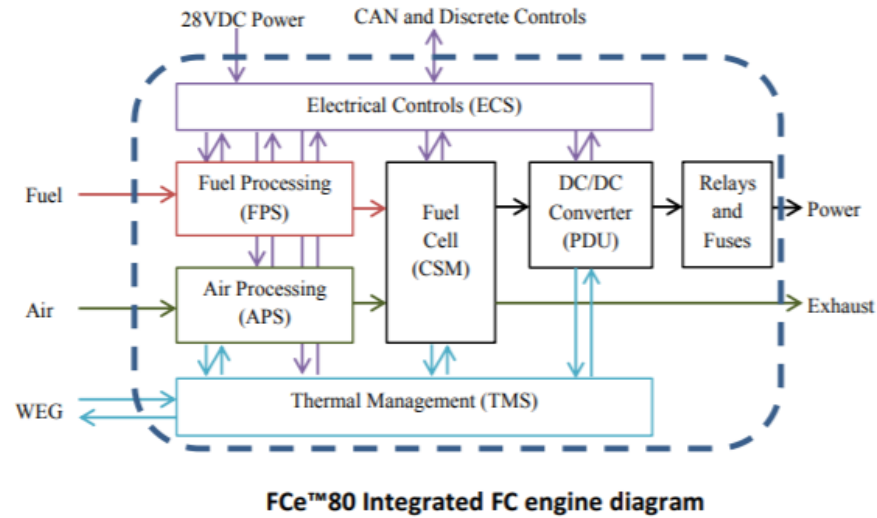 28VDC Power
CAN and Discrete Controls
Electrical Controls (ECS)
Fuel
Fuel Processing
(FPS)
Fuel
Cell
(CSM)
DC/DC
Converter
(PDU)
Relays
and
Fuses
Power
Air
Air Processing
(APS)
Exhaust
WEG
Thermal Management (TMS)
FCe™80 Integrated FC engine diagram